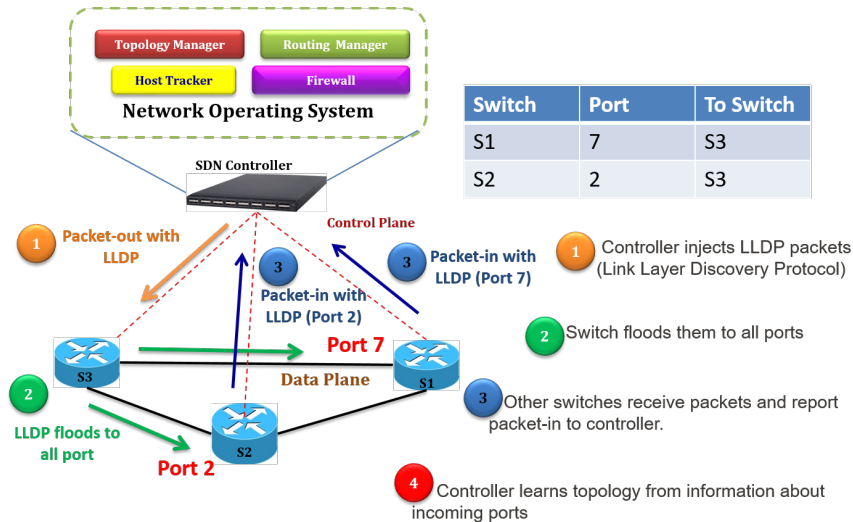 Topology Manager
Routing Manager
Host Tracker
Firewall
Network Operating System
Switch Port To Switch
S1 7 S3
S2 2 S3
SDN Controller
Control Plane
1
Packet-out with
LLDP
3
Packet-in with
LLDP (Port 2)
3
Packet-in with
LLDP (Port 7)
1
Controller injects LLDP packets
(Link Layer Discovery Protocol)
2
Switch floods them to all ports
S3
Port 7
Data Plane
S1
2
LLDP floods to
all port
Port 2
S2
3
Other switches receive packets and report
packet-in to controller.
4
Controller learns topology from information about
incoming ports